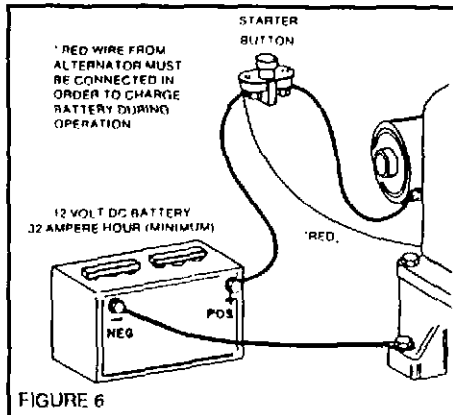 STARTER
BUTTON
*RED WIRE FROM
ALTERNATOR MUST
BE CONNECTED IN
ORDER TO CHARGE
BATTERY DURING
OPERATION
12 VOLT DC BATTERY
32 AMPERE HOUR (MINIMUM)
*RED
POS
+
NEG
−
FIGURE 6